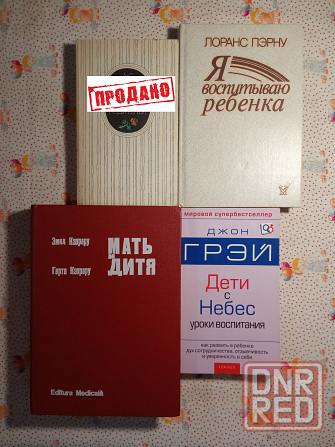 ПРОДАНО
ЛОРАНС ПЭРНУ
Я
воспитываю
ребенка
Эмил Кэпрару
Герта Кэпрару
МАТЬ
ДИТЯ
Editura Medicală
мировой супербестселлер
ДЖОН
ГРЭЙ
Дети
с
Небес
уроки воспитания
как развить в ребенке
дух сотрудничества, отзывчивость
и уверенность в себе
DNR
RED